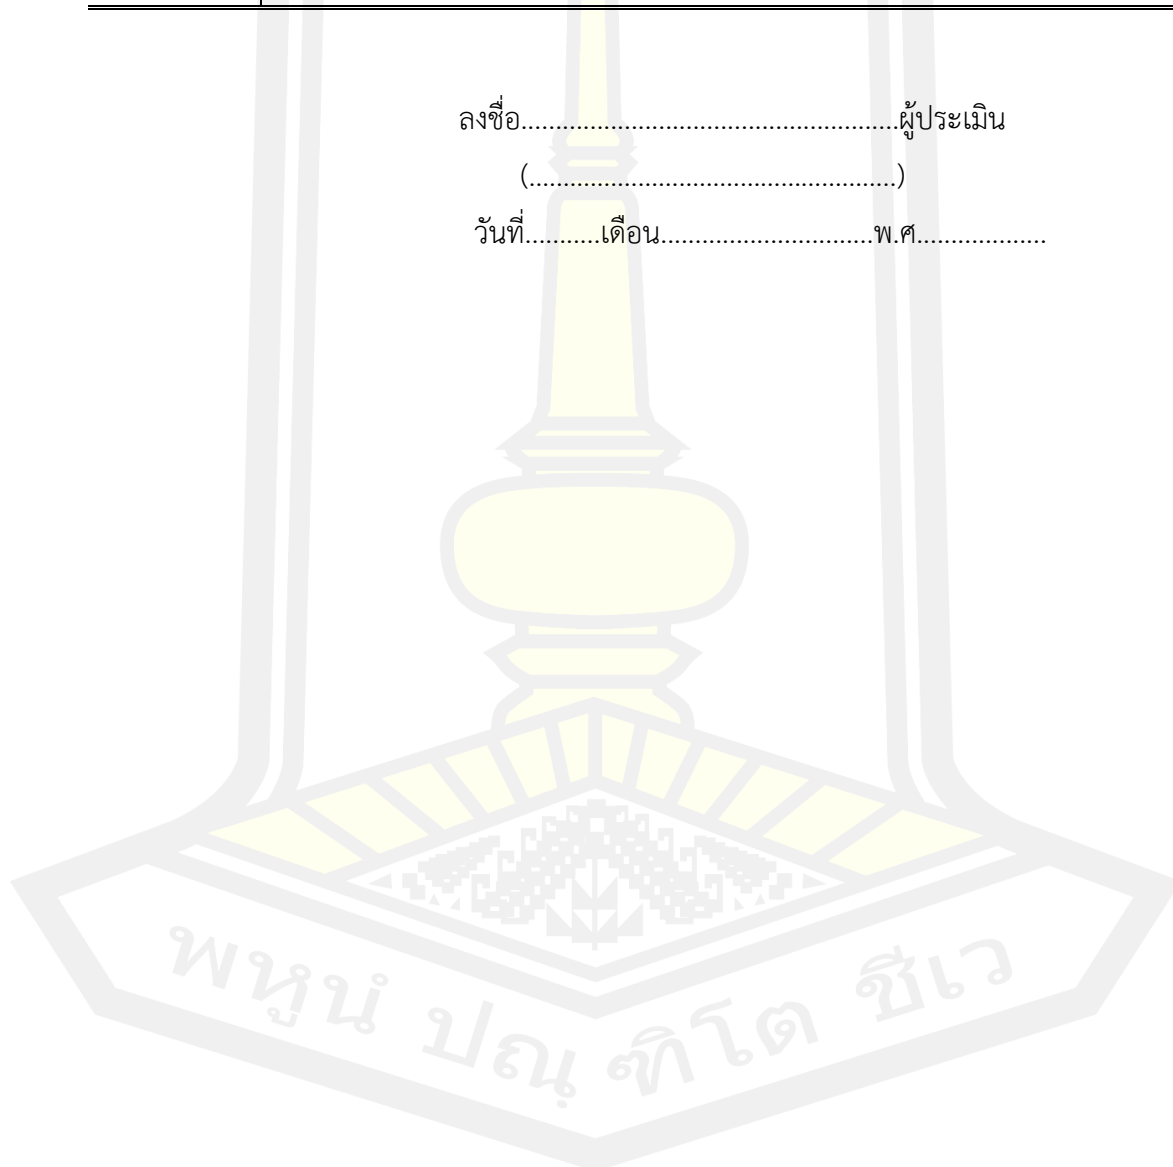 ลงชื่อ.......................................................ผู้ประเมิน
(.....................................................)
วันที่...........เดือน...............................พ.ศ...................
พหูนํ ปณฺฑิโต ชีเว